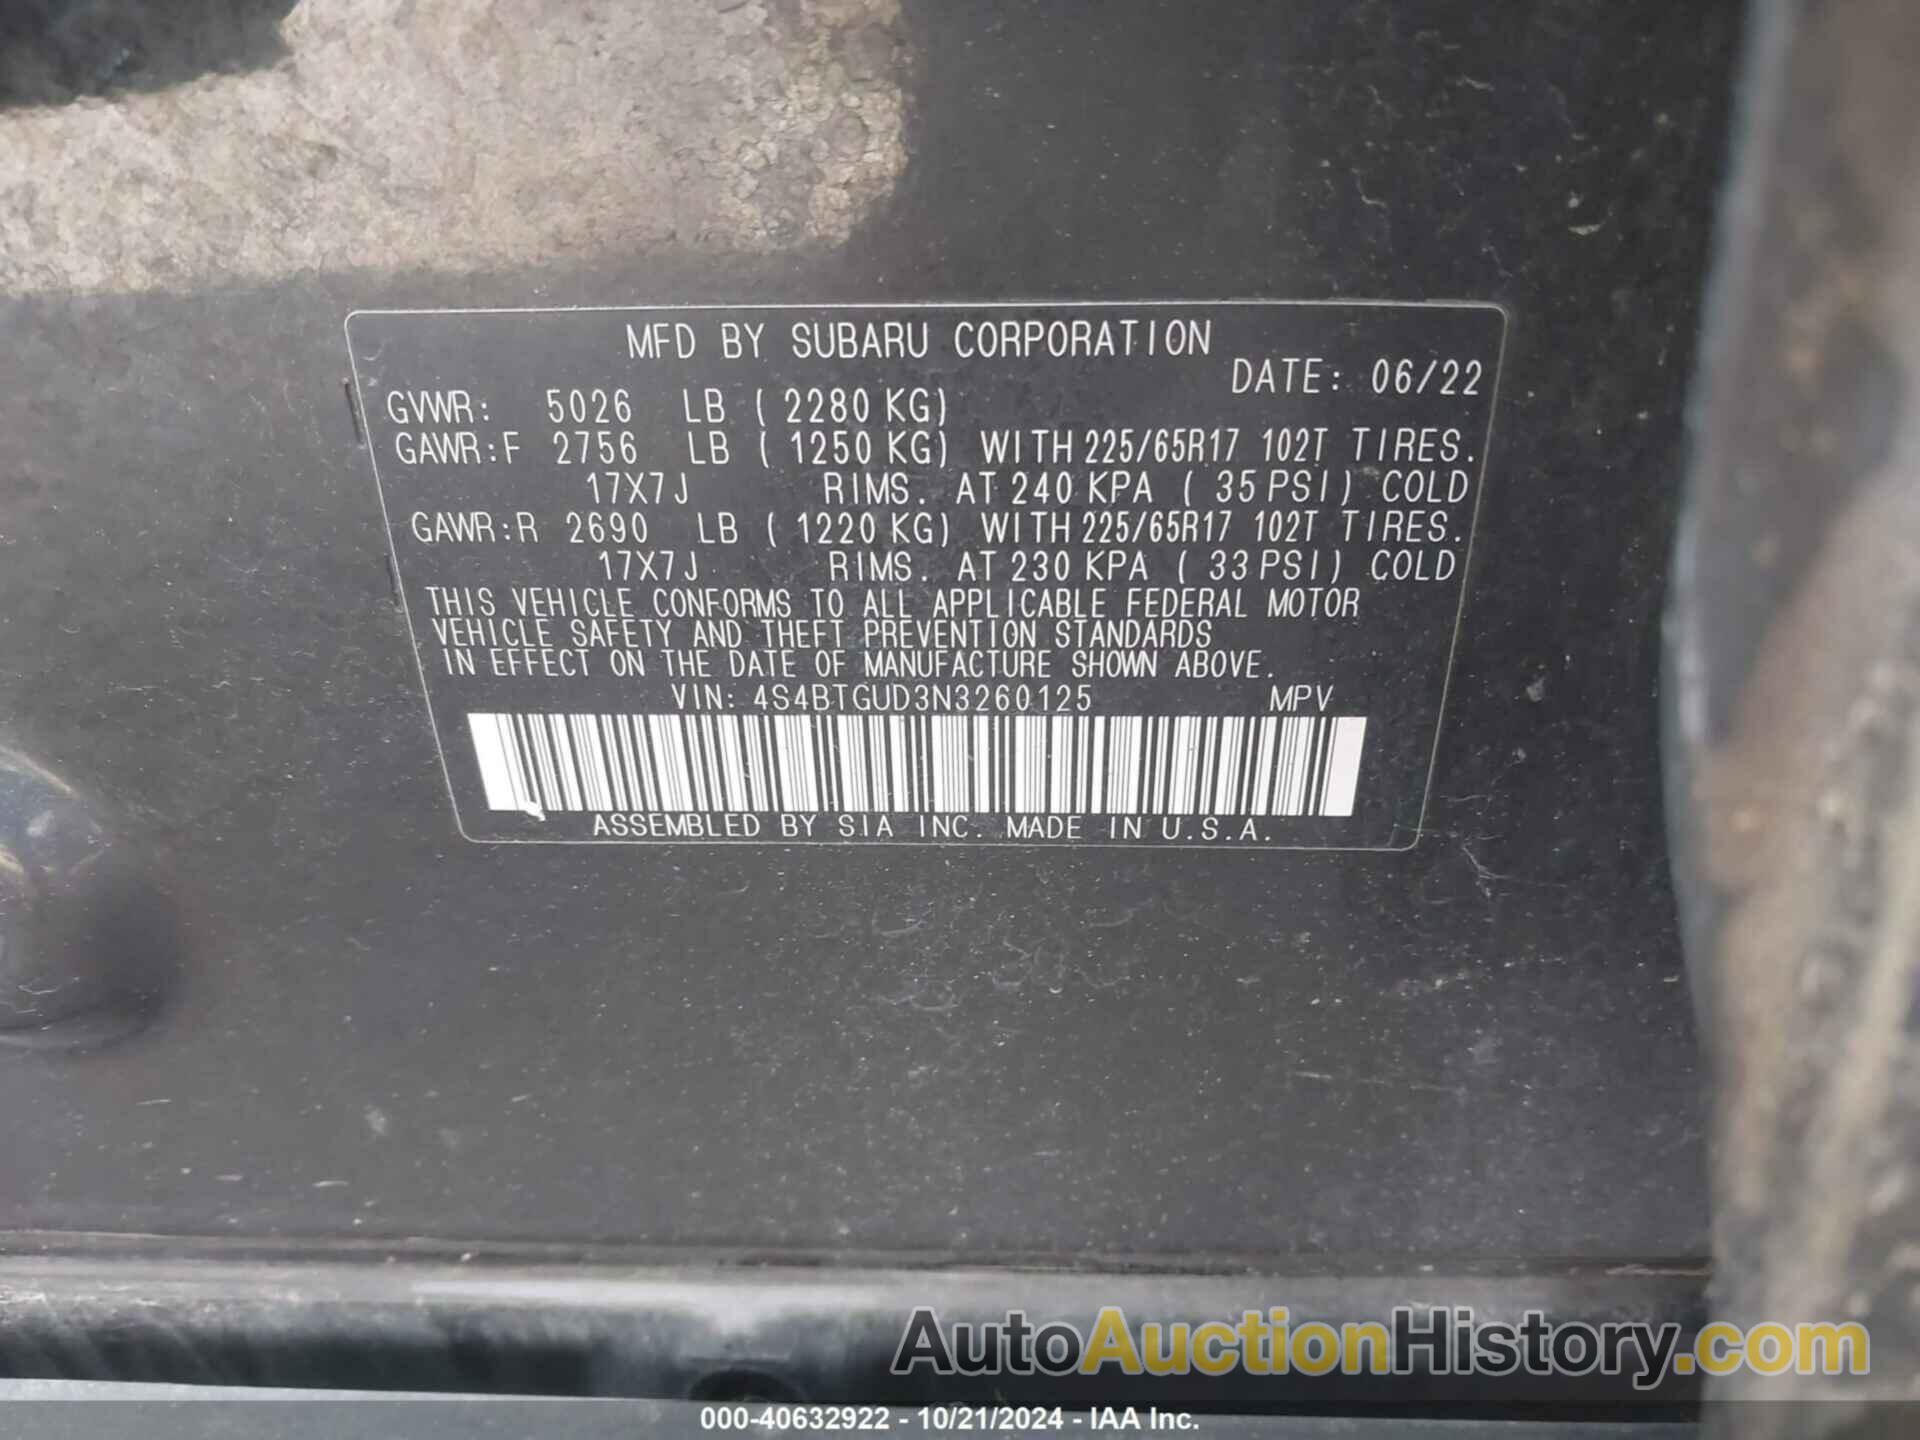 MFD BY SUBARU CORPORATION
DATE: 06/22
GVWR: 5026 LB ( 2280 KG)
GAWR:F 2756 LB ( 1250 KG) WITH 225/65R17 102T TIRES.
17X7J RIMS. AT 240 KPA ( 35 PSI) COLD
GAWR:R 2690 LB ( 1220 KG) WITH 225/65R17 102T TIRES.
17X7J RIMS. AT 230 KPA ( 33 PSI) COLD
THIS VEHICLE CONFORMS TO ALL APPLICABLE FEDERAL MOTOR
VEHICLE SAFETY AND THEFT PREVENTION STANDARDS
IN EFFECT ON THE DATE OF MANUFACTURE SHOWN ABOVE.
VIN: 4S4BTGUD3N3260125 MPV
ASSEMBLED BY SIA INC. MADE IN U.S.A.
AutoAuctionHistory.com
000-40632922 - 10/21/2024 - IAA Inc.